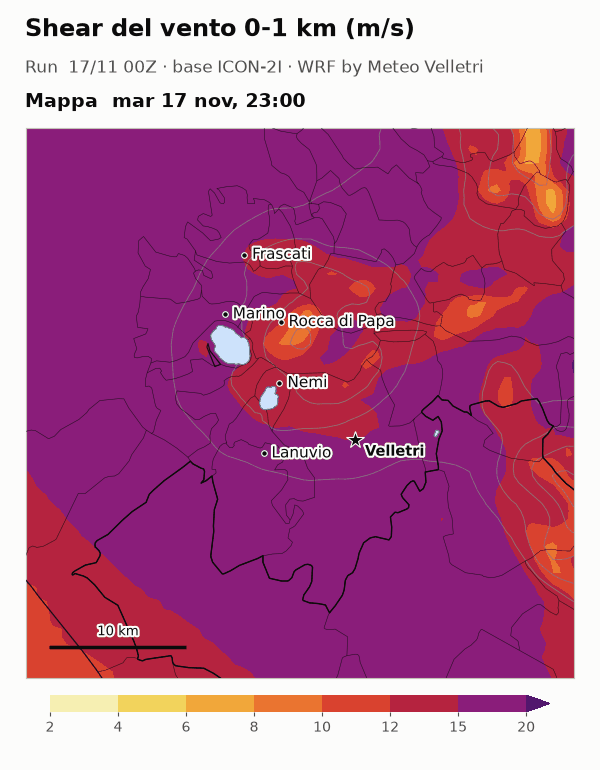 Shear del vento 0-1 km (m/s)
Run  17/11 00Z · base ICON-2I · WRF by Meteo Velletri
Mappa  mar 17 nov, 23:00
Frascati
Marino
Rocca di Papa
Nemi
Velletri
Lanuvio
10 km
2 4 6 8 10 12 15 20